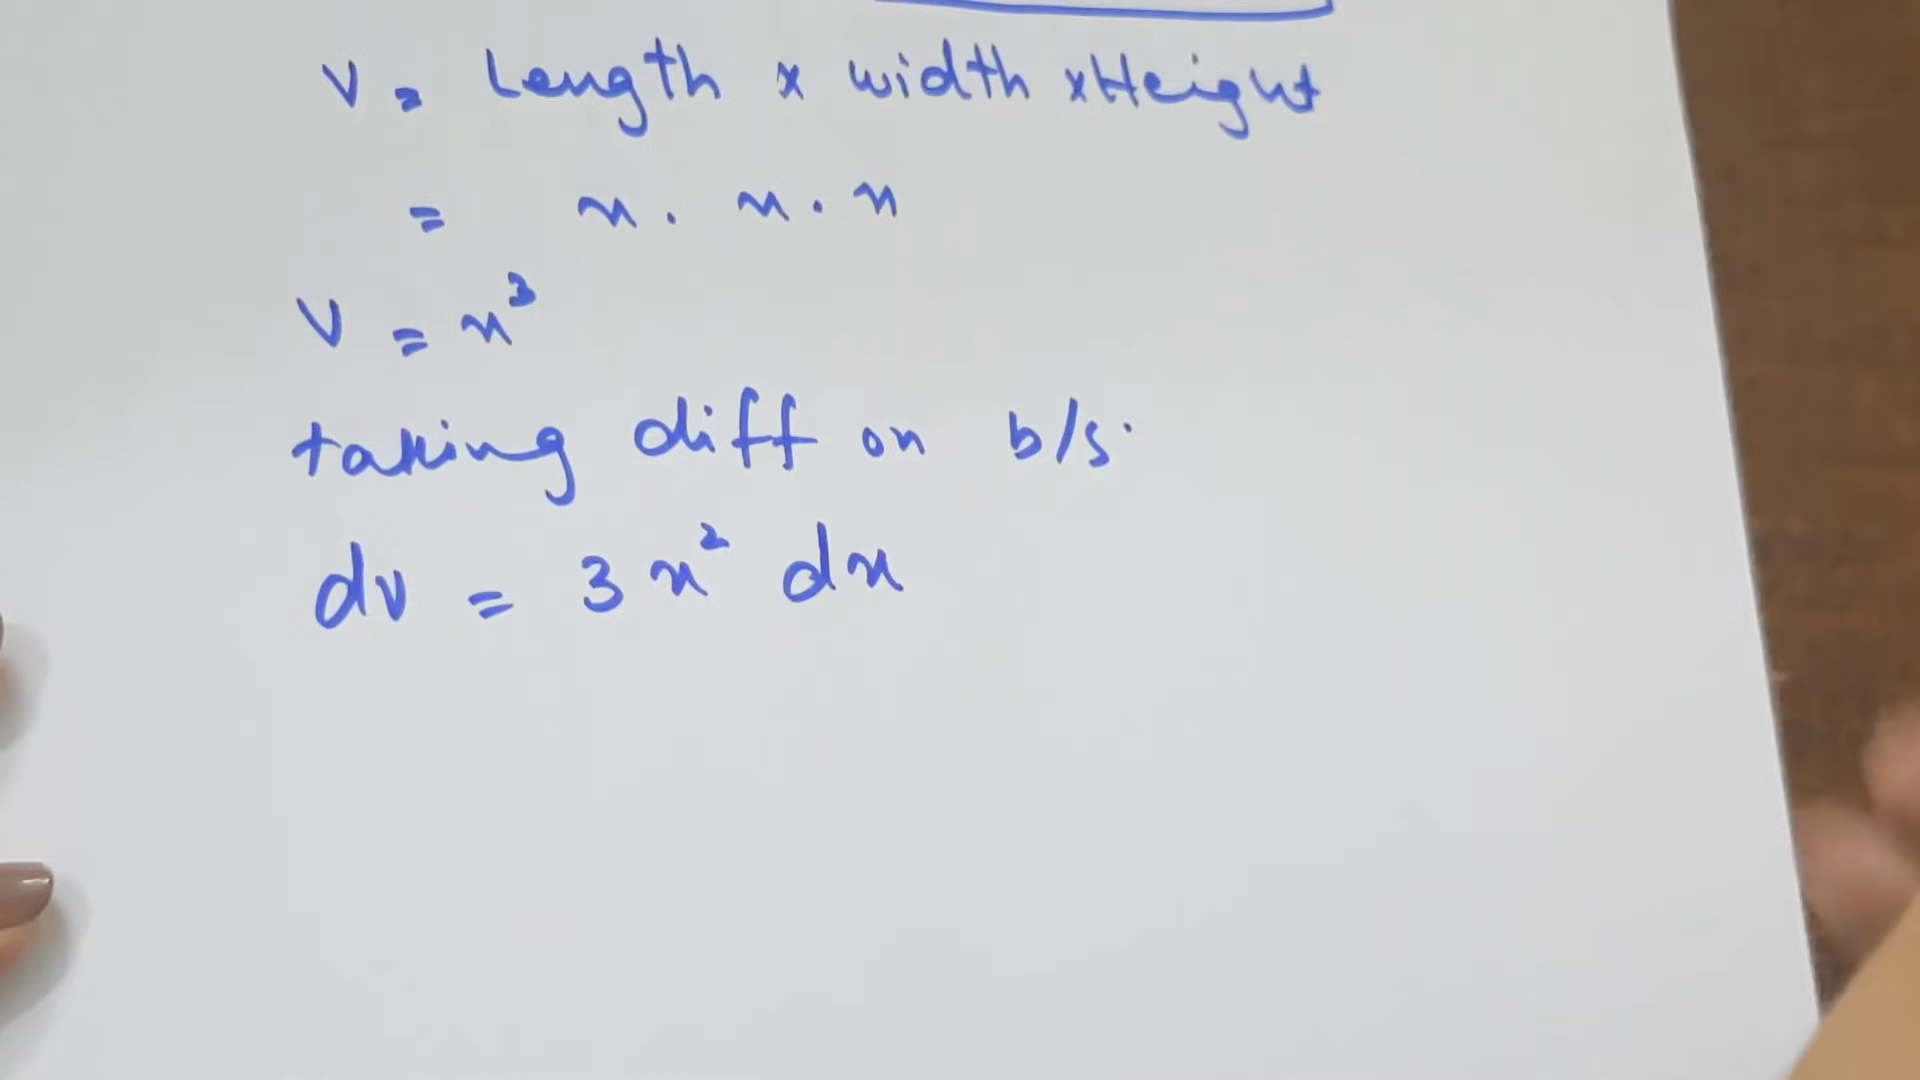 V = Length x width x Height
= x . x . x
V = x³
taking diff on b/s.
dv = 3x² dx